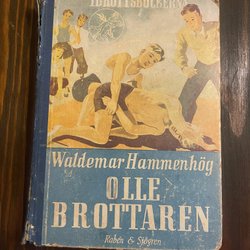 IDROTTSBÖCKERNA
Waldemar Hammenhög
OLLE
BROTTAREN
Rabén & Sjögren